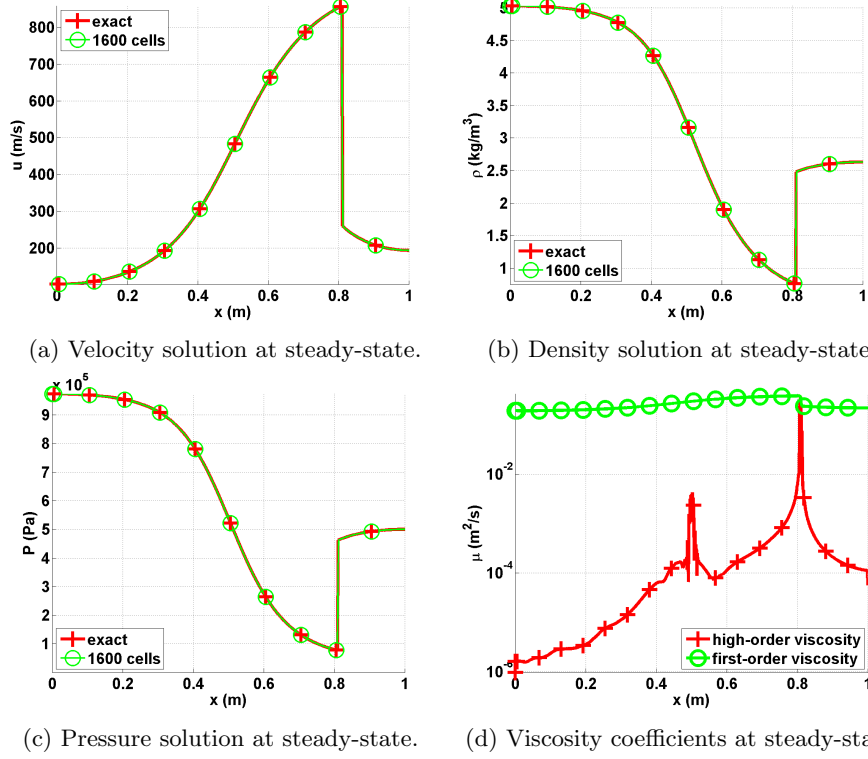 800
700
600
500
400
300
200
u (m/s)
exact
1600 cells
0 0.2 0.4 0.6 0.8 1
x (m)
(a) Velocity solution at steady-state.
5
4.5
4
3.5
3
2.5
2
1.5
1
ρ (kg/m³)
exact
1600 cells
0 0.2 0.4 0.6 0.8 1
x (m)
(b) Density solution at steady-state
x 10⁵
9
8
7
6
5
4
3
2
1
P (Pa)
exact
1600 cells
0 0.2 0.4 0.6 0.8 1
x (m)
(c) Pressure solution at steady-state.
10⁻²
10⁻⁴
10⁻⁶
μ (m²/s)
high-order viscosity
first-order viscosity
0 0.2 0.4 0.6 0.8 1
x (m)
(d) Viscosity coefficients at steady-sta